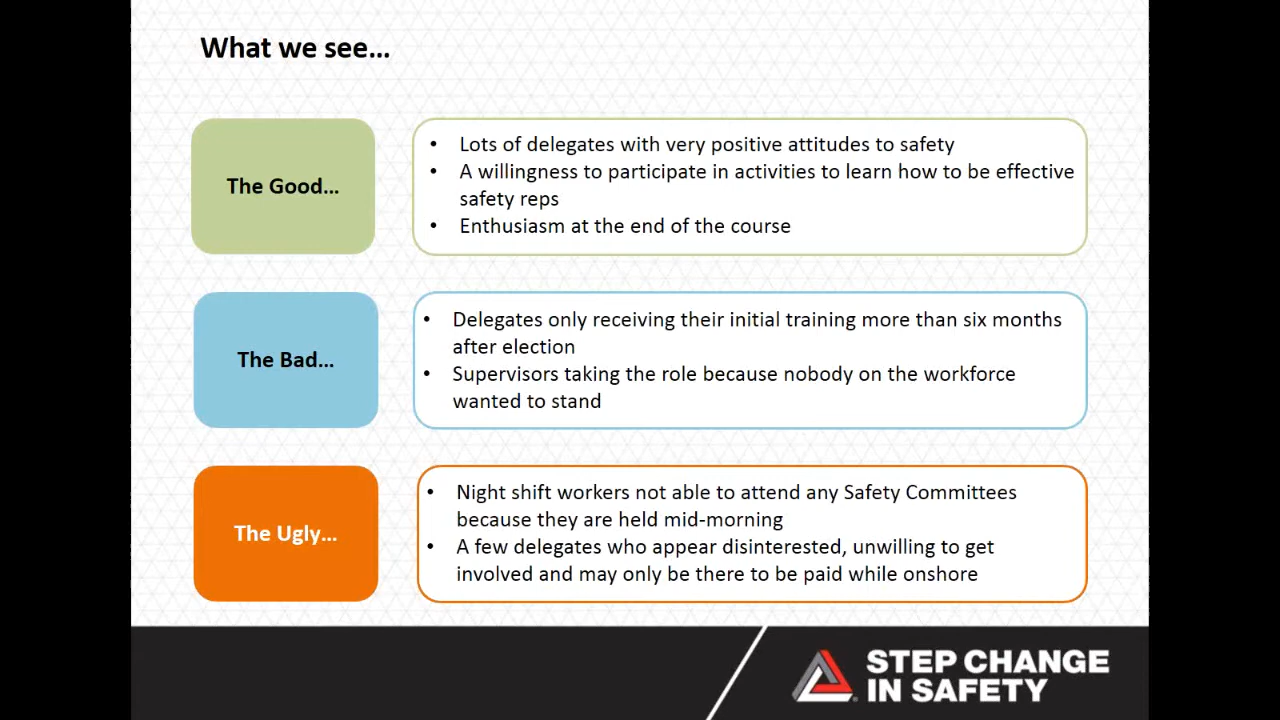 What we see...
The Good...
• Lots of delegates with very positive attitudes to safety
• A willingness to participate in activities to learn how to be effective
safety reps
• Enthusiasm at the end of the course
The Bad...
• Delegates only receiving their initial training more than six months
after election
• Supervisors taking the role because nobody on the workforce
wanted to stand
The Ugly...
• Night shift workers not able to attend any Safety Committees
because they are held mid-morning
• A few delegates who appear disinterested, unwilling to get
involved and may only be there to be paid while onshore
STEP CHANGE
IN SAFETY